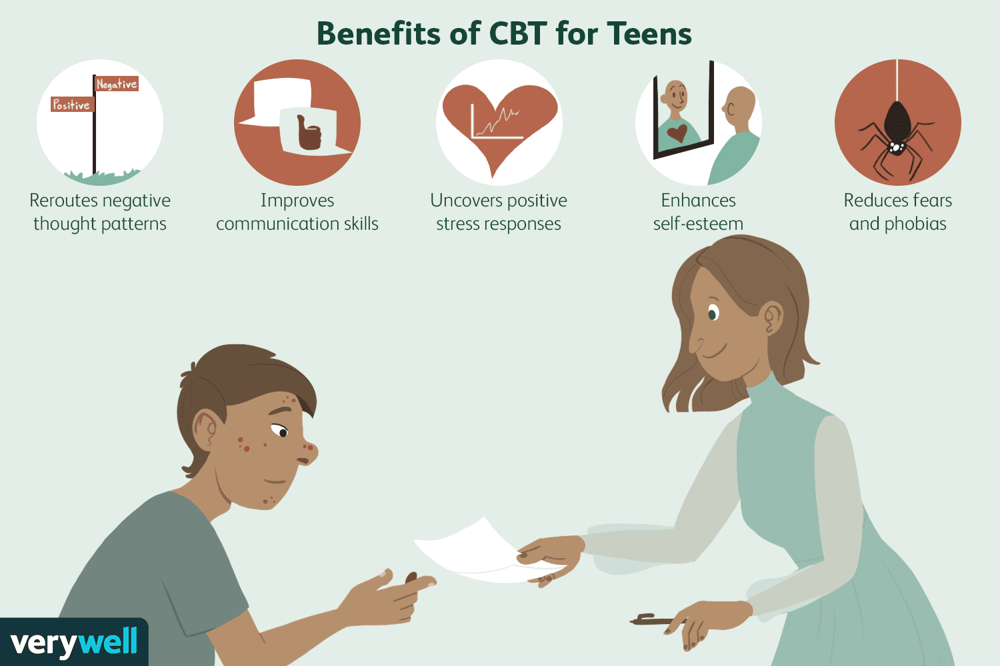 Benefits of CBT for Teens
Negative
Positive
Reroutes negative
thought patterns
Improves
communication skills
Uncovers positive
stress responses
Enhances
self-esteem
Reduces fears
and phobias
verywell